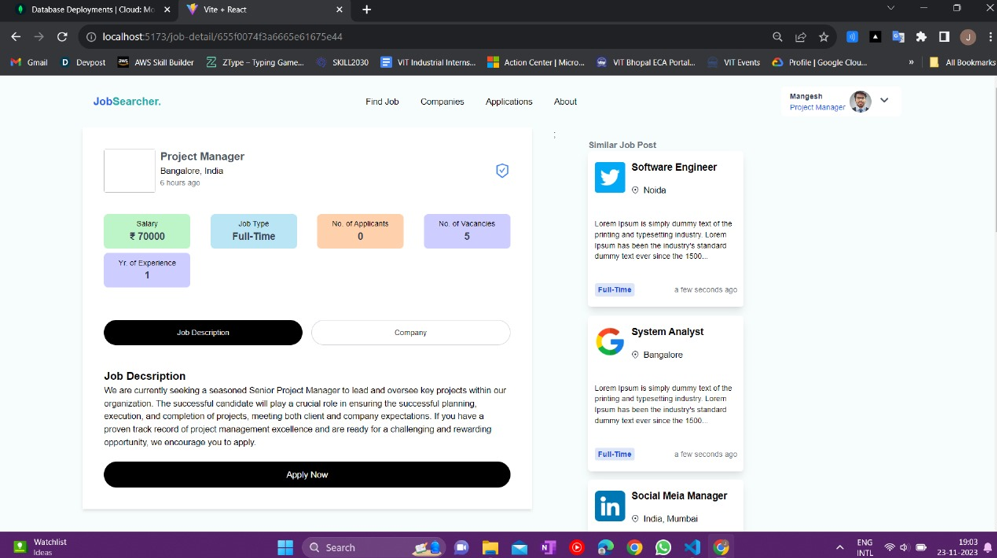 Database Deployments | Cloud: Mo
Vite + React
localhost:5173/job-detail/655f0074f3a6665e61675e44
Gmail
Devpost
AWS Skill Builder
ZType – Typing Game...
SKILL2030
VIT Industrial Interns...
Action Center | Micro...
VIT Bhopal ECA Portal...
VIT Events
Profile | Google Clou...
»
All Bookmarks
JobSearcher.
Find Job
Companies
Applications
About
Mangesh
Project Manager
;
Project Manager
Bangalore, India
6 hours ago
Salary
₹ 70000
Job Type
Full-Time
No. of Applicants
0
No. of Vacancies
5
Yr. of Experience
1
Job Description
Company
Job Decsription
We are currently seeking a seasoned Senior Project Manager to lead and oversee key projects within our
organization. The successful candidate will play a crucial role in ensuring the successful planning,
execution, and completion of projects, meeting both client and company expectations. If you have a
proven track record of project management excellence and are ready for a challenging and rewarding
opportunity, we encourage you to apply.
Apply Now
Similar Job Post
Software Engineer
Noida
Lorem Ipsum is simply dummy text of the
printing and typesetting industry. Lorem
Ipsum has been the industry's standard
dummy text ever since the 1500...
Full-Time
a few seconds ago
System Analyst
Bangalore
Lorem Ipsum is simply dummy text of the
printing and typesetting industry. Lorem
Ipsum has been the industry's standard
dummy text ever since the 1500...
Full-Time
a few seconds ago
Social Meia Manager
India, Mumbai
Watchlist
Ideas
Search
ENG
INTL
19:03
23-11-2023